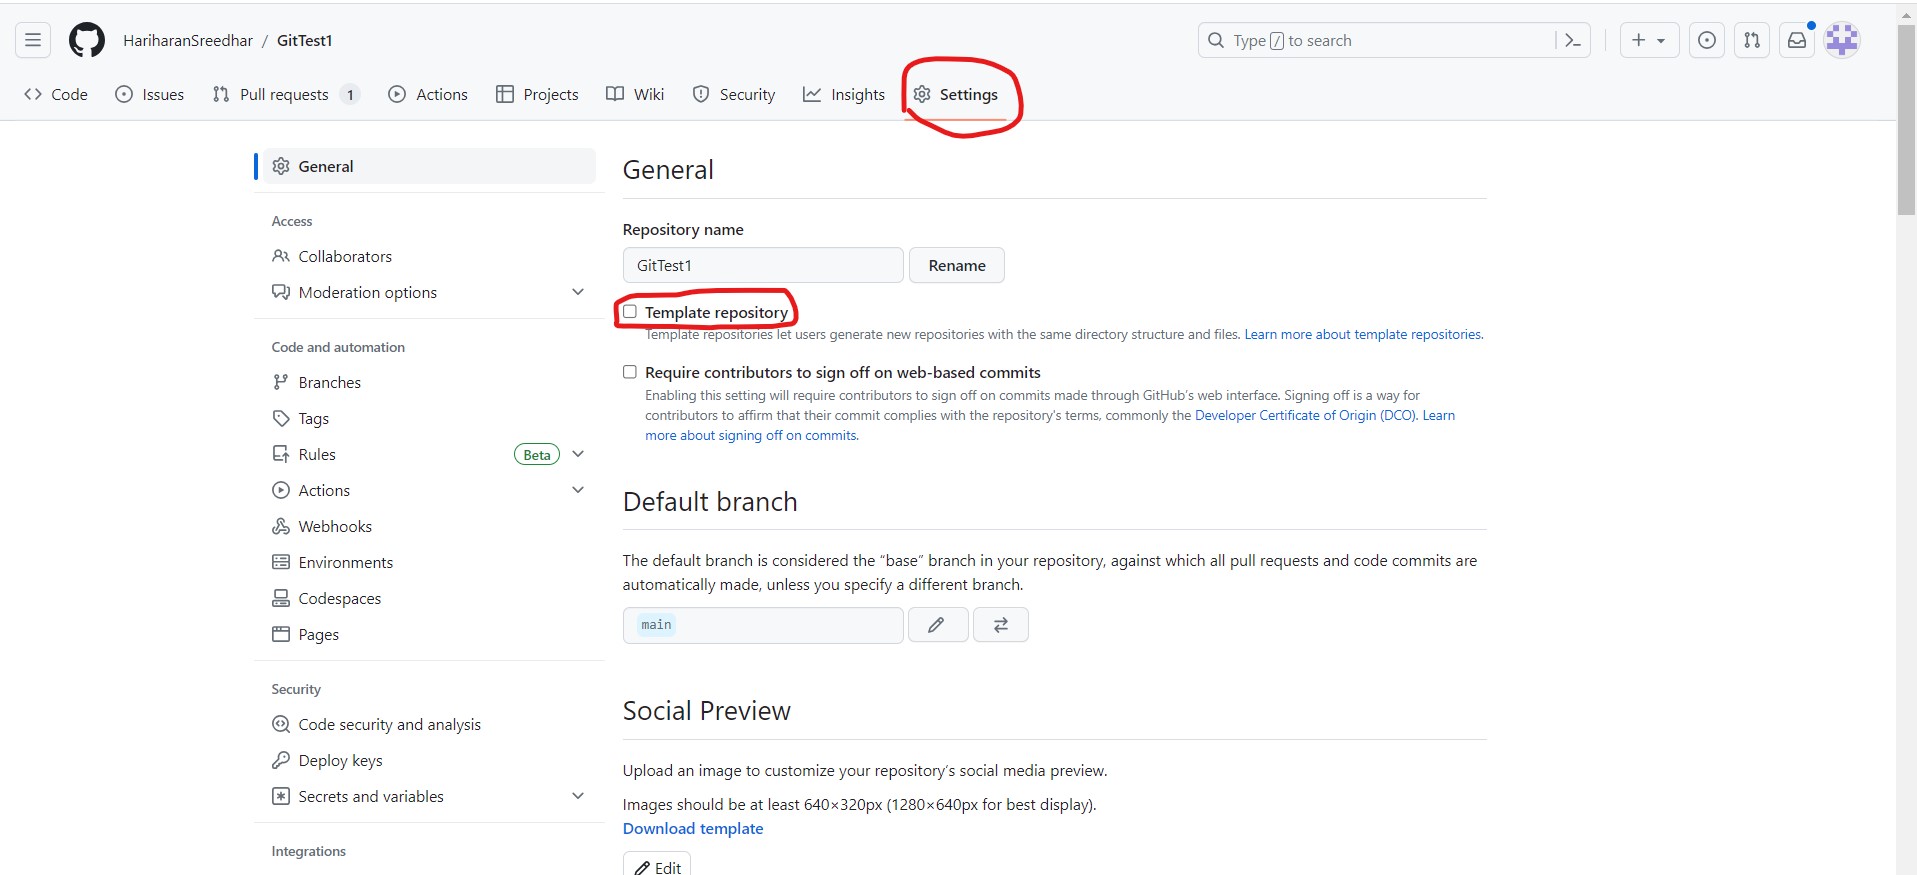 HariharanSreedhar / GitTest1
Type / to search
Code Issues Pull requests 1 Actions Projects Wiki Security Insights Settings
General
Access
Collaborators
Moderation options
Code and automation
Branches
Tags
Rules Beta
Actions
Webhooks
Environments
Codespaces
Pages
Security
Code security and analysis
Deploy keys
Secrets and variables
Integrations
General
Repository name
GitTest1 Rename
Template repository
Template repositories let users generate new repositories with the same directory structure and files. Learn more about template repositories.
Require contributors to sign off on web-based commits
Enabling this setting will require contributors to sign off on commits made through GitHub's web interface. Signing off is a way for
contributors to affirm that their commit complies with the repository's terms, commonly the Developer Certificate of Origin (DCO). Learn
more about signing off on commits.
Default branch
The default branch is considered the “base” branch in your repository, against which all pull requests and code commits are
automatically made, unless you specify a different branch.
main
Social Preview
Upload an image to customize your repository's social media preview.
Images should be at least 640×320px (1280×640px for best display).
Download template
Edit